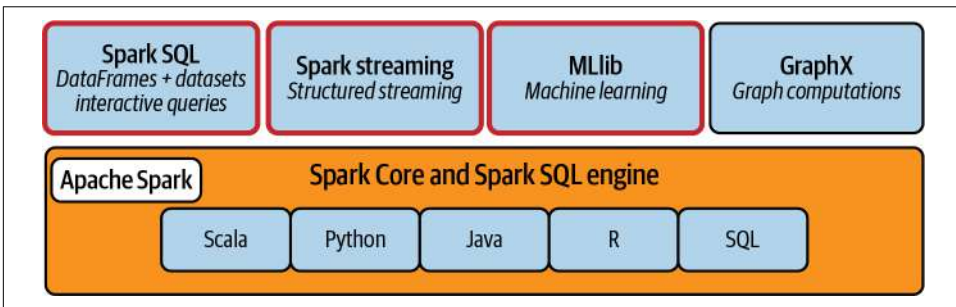 Spark SQL
DataFrames + datasets
interactive queries
Spark streaming
Structured streaming
MLlib
Machine learning
GraphX
Graph computations
Apache Spark
Spark Core and Spark SQL engine
Scala
Python
Java
R
SQL